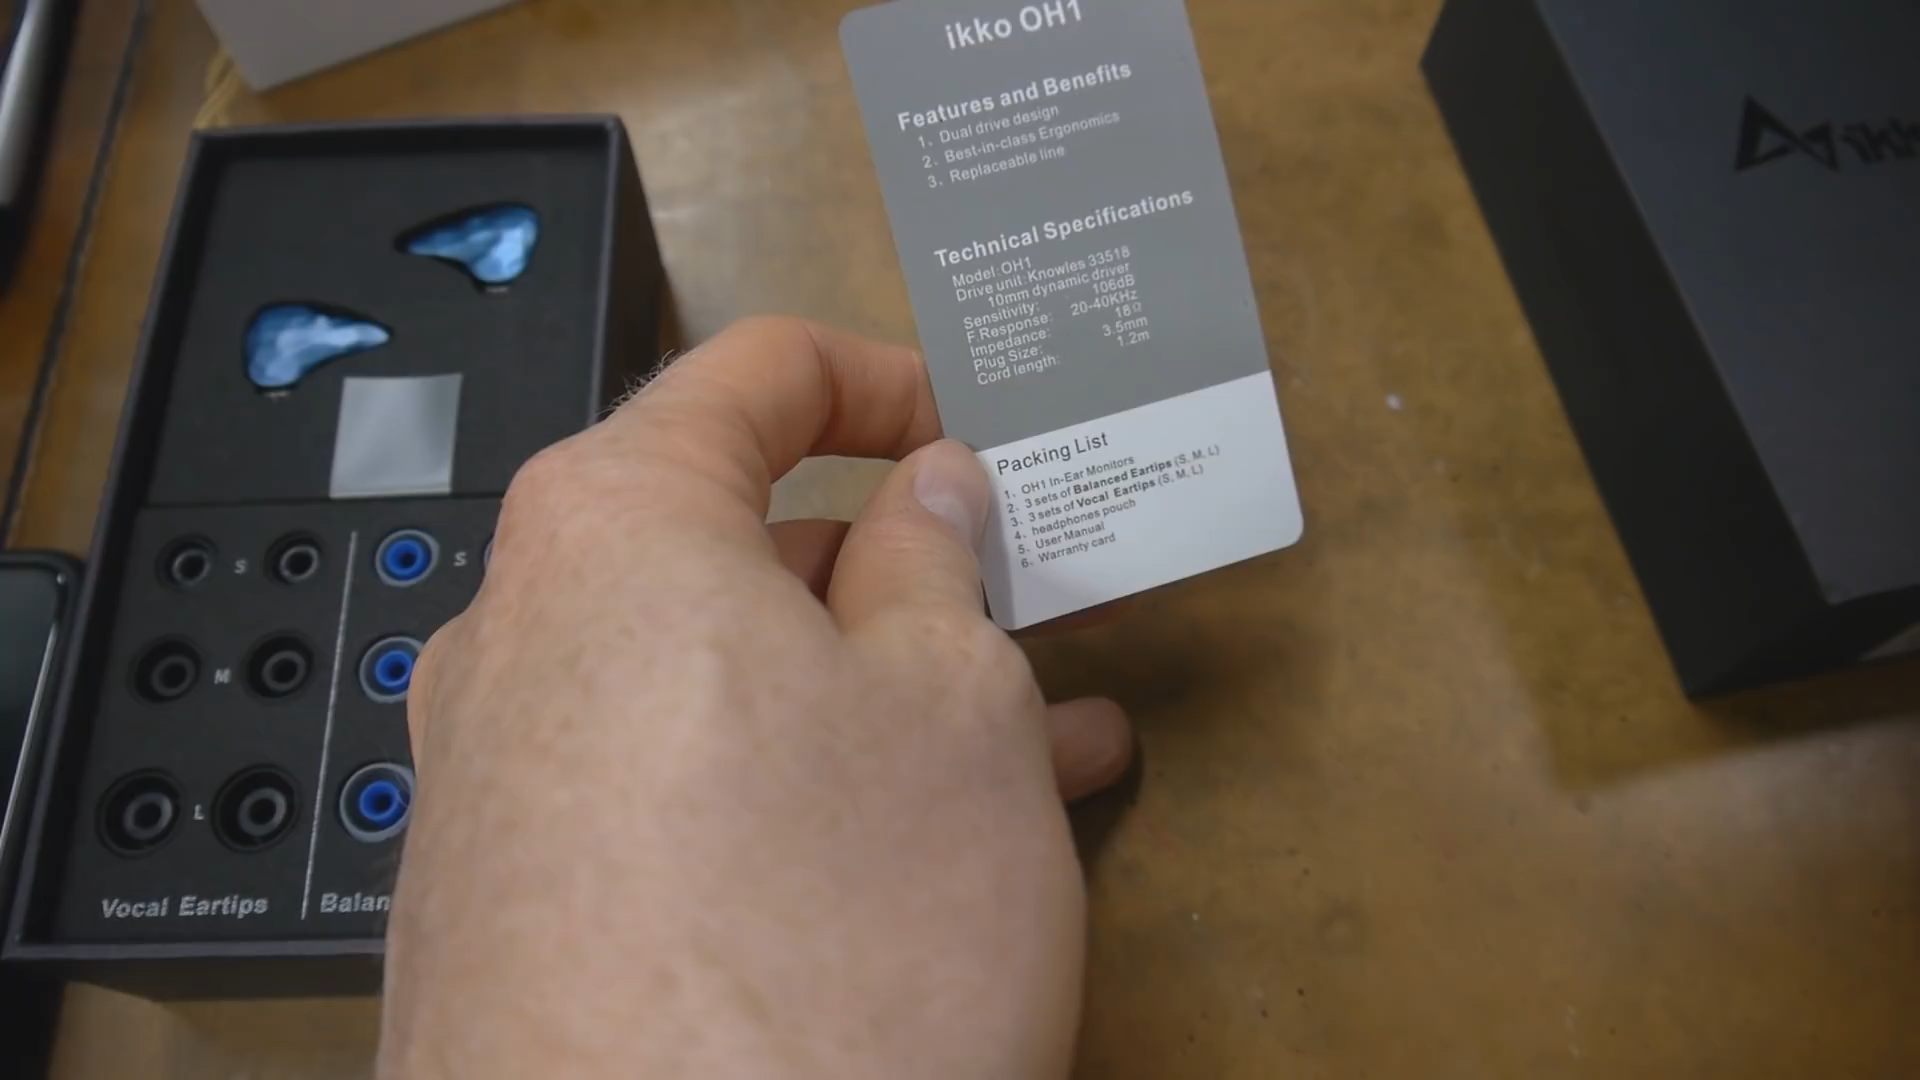 ikko OH1
Features and Benefits
1、Dual drive design
2、Best-in-class Ergonomics
3、Replaceable line
Technical Specifications
Model:OH1
Drive unit:Knowles 33518
10mm dynamic driver
Sensitivity: 106dB
F.Response: 20-40KHz
Impedance: 18Ω
Plug Size: 3.5mm
Cord length: 1.2m
Packing List
1、OH1 In-Ear Monitors
2、3 sets of Balanced Eartips (S, M, L)
3、3 sets of Vocal Eartips (S, M, L)
4、headphones pouch
5、User Manual
6、Warranty card
S
S
M
L
Vocal Eartips
Balan
ikk